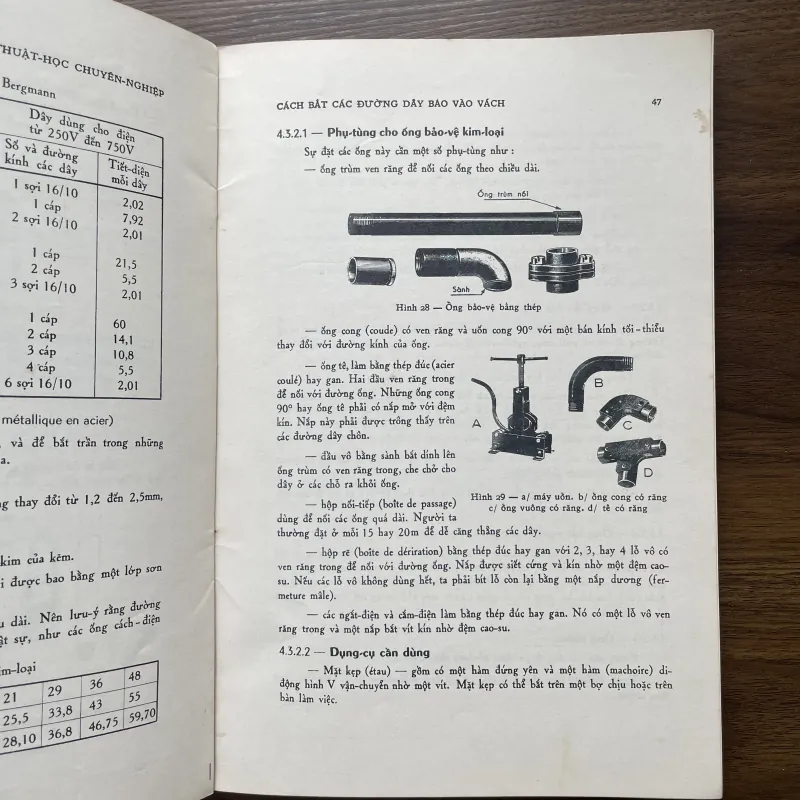 THUẬT-HỌC CHUYÊN-NGHIỆP
Bergmann
Dây dùng cho điện
từ 250V đến 750V
Số và đường
kính các dây
Tiết-diện
mỗi dây
1 sợi 16/10 2,02
1 cáp 7,92
2 sợi 16/10 2,01
1 cáp 21,5
2 cáp 5,5
3 sợi 16/10 2,01
1 cáp 60
2 cáp 14,1
3 cáp 10,8
4 cáp 5,5
6 sợi 16/10 2,01
métallique en acier)
, và để bắt trần trong những
a.
g thay đổi từ 1,2 đến 2,5mm,
kim của kẽm.
i được bao bằng một lớp sơn
u dài. Nên lưu-ý rằng đường
ật sự, như các ống cách-điện
kim-loại
21 29 36 48
25,5 33,8 43 55
28,10 36,8 46,75 59,70
CÁCH BẮT CÁC ĐƯỜNG DÂY BẢO VÀO VÁCH 47
4.3.2.1 — Phụ-tùng cho ống bảo-vệ kim-loại
Sự đặt các ống này cần một số phụ-tùng như :
— ống trùm ven răng để nối các ống theo chiều dài.
Ống trùm nối
Sành
Hình 28 — Ống bảo-vệ bằng thép
— ống cong (coude) có ven răng và uốn cong 90° với một bán kính tối-thiểu
thay đổi với đường kính của ống.
— ống tê, làm bằng thép đúc (acier
coulé) hay gan. Hai đầu ven răng trong
để nối với đường ống. Những ống cong
90° hay ống tê phải có nắp mở với đệm
kín. Nắp này phải được trông thấy trên
các đường dây chôn.
— đầu vô bằng sành bắt dính lên
ống trùm có ven răng trong, che chở cho
dây ở các chỗ ra khỏi ống.
— hộp nối-tiếp (boîte de passage)
dùng để nối các ống quá dài. Người ta
thường đặt ở mỗi 15 hay 20m để dễ căng thẳng các dây.
A
B
C
D
Hình 29 — a/ máy uốn. b/ ống cong có răng
c/ ống vuông có răng. d/ tê có răng
— hộp rẽ (boîte de dériration) bằng thép đúc hay gan với 2, 3, hay 4 lỗ vô có
ven răng trong để nối với đường ống. Nắp được siết cứng và kín nhờ một đệm cao-
su. Nếu các lỗ vô không dùng hết, ta phải bít lỗ còn lại bằng một nắp dương (fer-
meture mâle).
— các ngắt-điện và cắm-điện làm bằng thép đúc hay gan. Nó có một lỗ vô ven
răng trong và một nắp bắt vít kín nhờ đệm cao-su.
4.3.2.2 — Dụng-cụ cần dùng
— Mặt kẹp (étau) — gồm có một hàm đứng yên và một hàm (machoire) di-
động hình V vận-chuyển nhờ một vít. Mặt kẹp có thể bắt trên một bợ chịu hoặc trên
bàn làm việc.